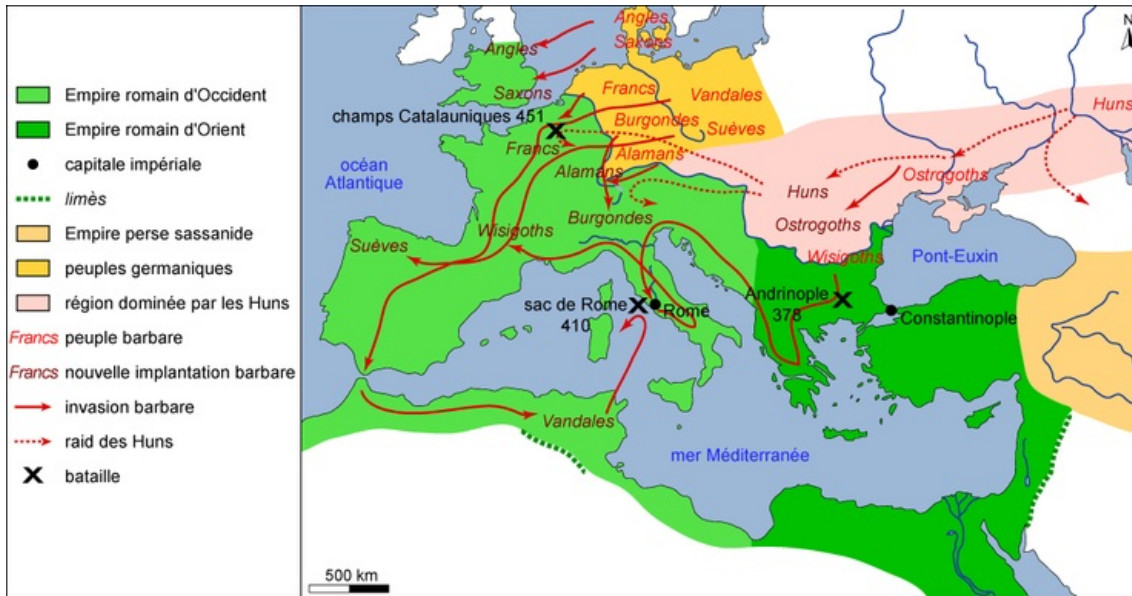 Empire romain d'Occident
Empire romain d'Orient
capitale impériale
limès
Empire perse sassanide
peuples germaniques
région dominée par les Huns
Francs peuple barbare
Francs nouvelle implantation barbare
invasion barbare
raid des Huns
bataille
Angles
Saxons
Angles
Saxons
Francs
Vandales
Burgondes
Suèves
Alamans
champs Catalauniques 451
Francs
Alamans
océan
Atlantique
Burgondes
Wisigoths
Suèves
Huns
Ostrogoths
Huns
Ostrogoths
Wisigoths
Pont-Euxin
Andrinople
378
Constantinople
sac de Rome
410
Rome
Vandales
mer Méditerranée
N
500 km